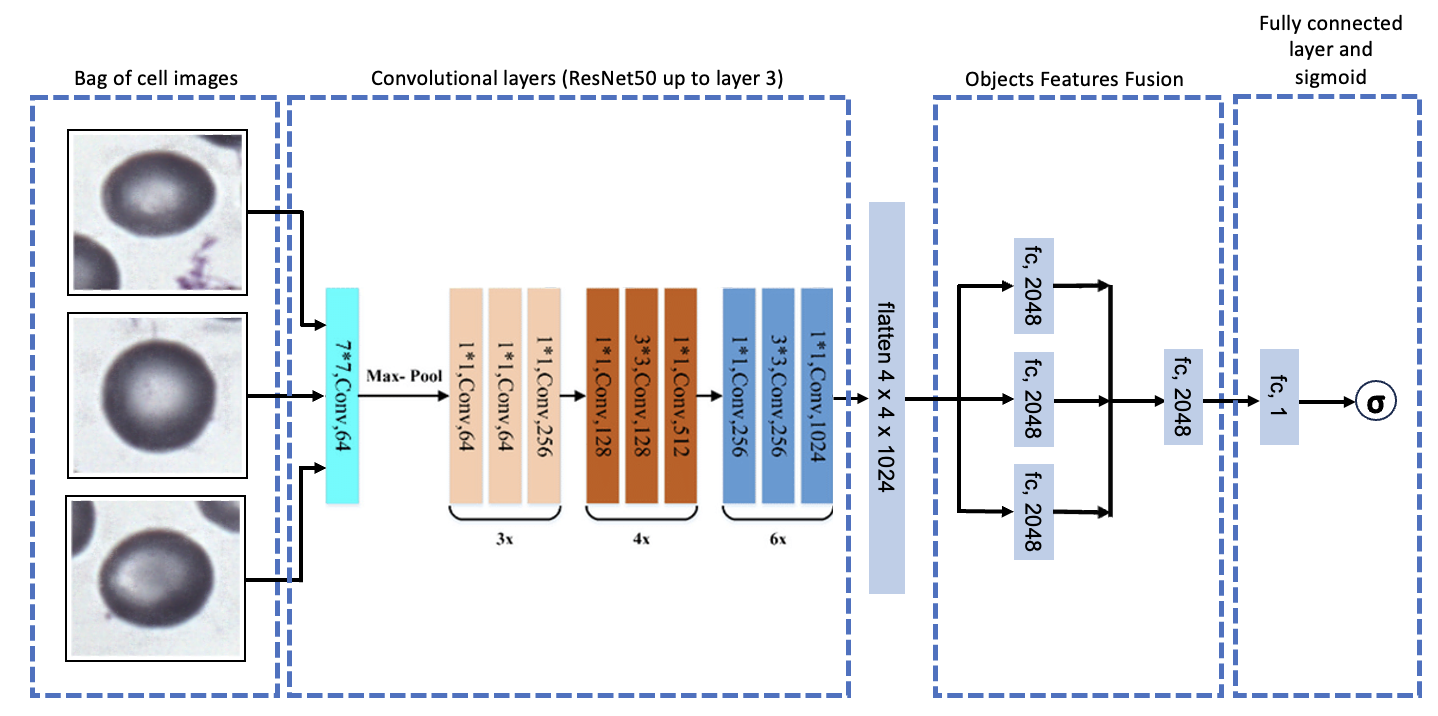 Bag of cell images
Convolutional layers (ResNet50 up to layer 3)
Objects Features Fusion
Fully connected
layer and
sigmoid
7*7,Conv,64
Max- Pool
1*1,Conv,64
1*1,Conv,64
1*1,Conv,256
3x
1*1,Conv,128
3*3,Conv,128
1*1,Conv,512
4x
1*1,Conv,256
3*3,Conv,256
1*1,Conv,1024
6x
flatten 4 x 4 x 1024
fc, 2048
fc, 2048
fc, 2048
fc, 2048
fc, 1
σ